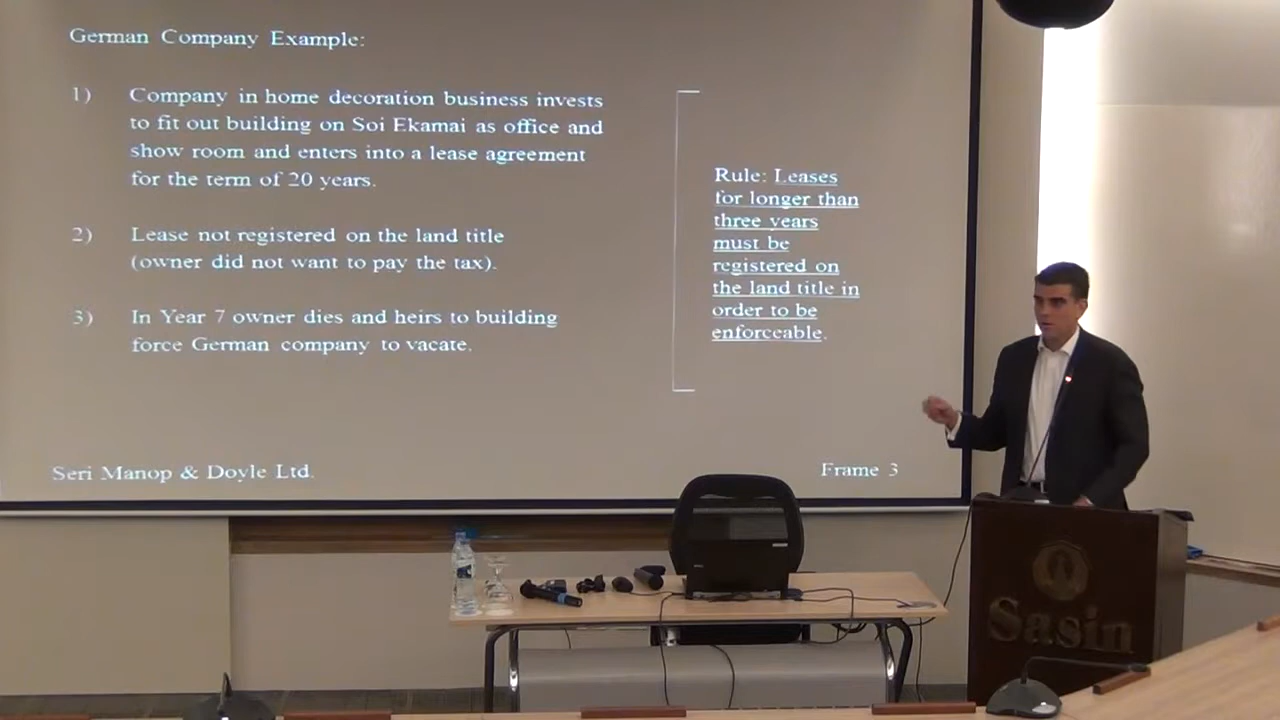 German Company Example:
1) Company in home decoration business invests
to fit out building on Soi Ekamai as office and
show room and enters into a lease agreement
for the term of 20 years.
2) Lease not registered on the land title
(owner did not want to pay the tax).
3) In Year 7 owner dies and heirs to building
force German company to vacate.
Rule: Leases
for longer than
three years
must be
registered on
the land title in
order to be
enforceable.
Seri Manop & Doyle Ltd.
Frame 3
Sasin